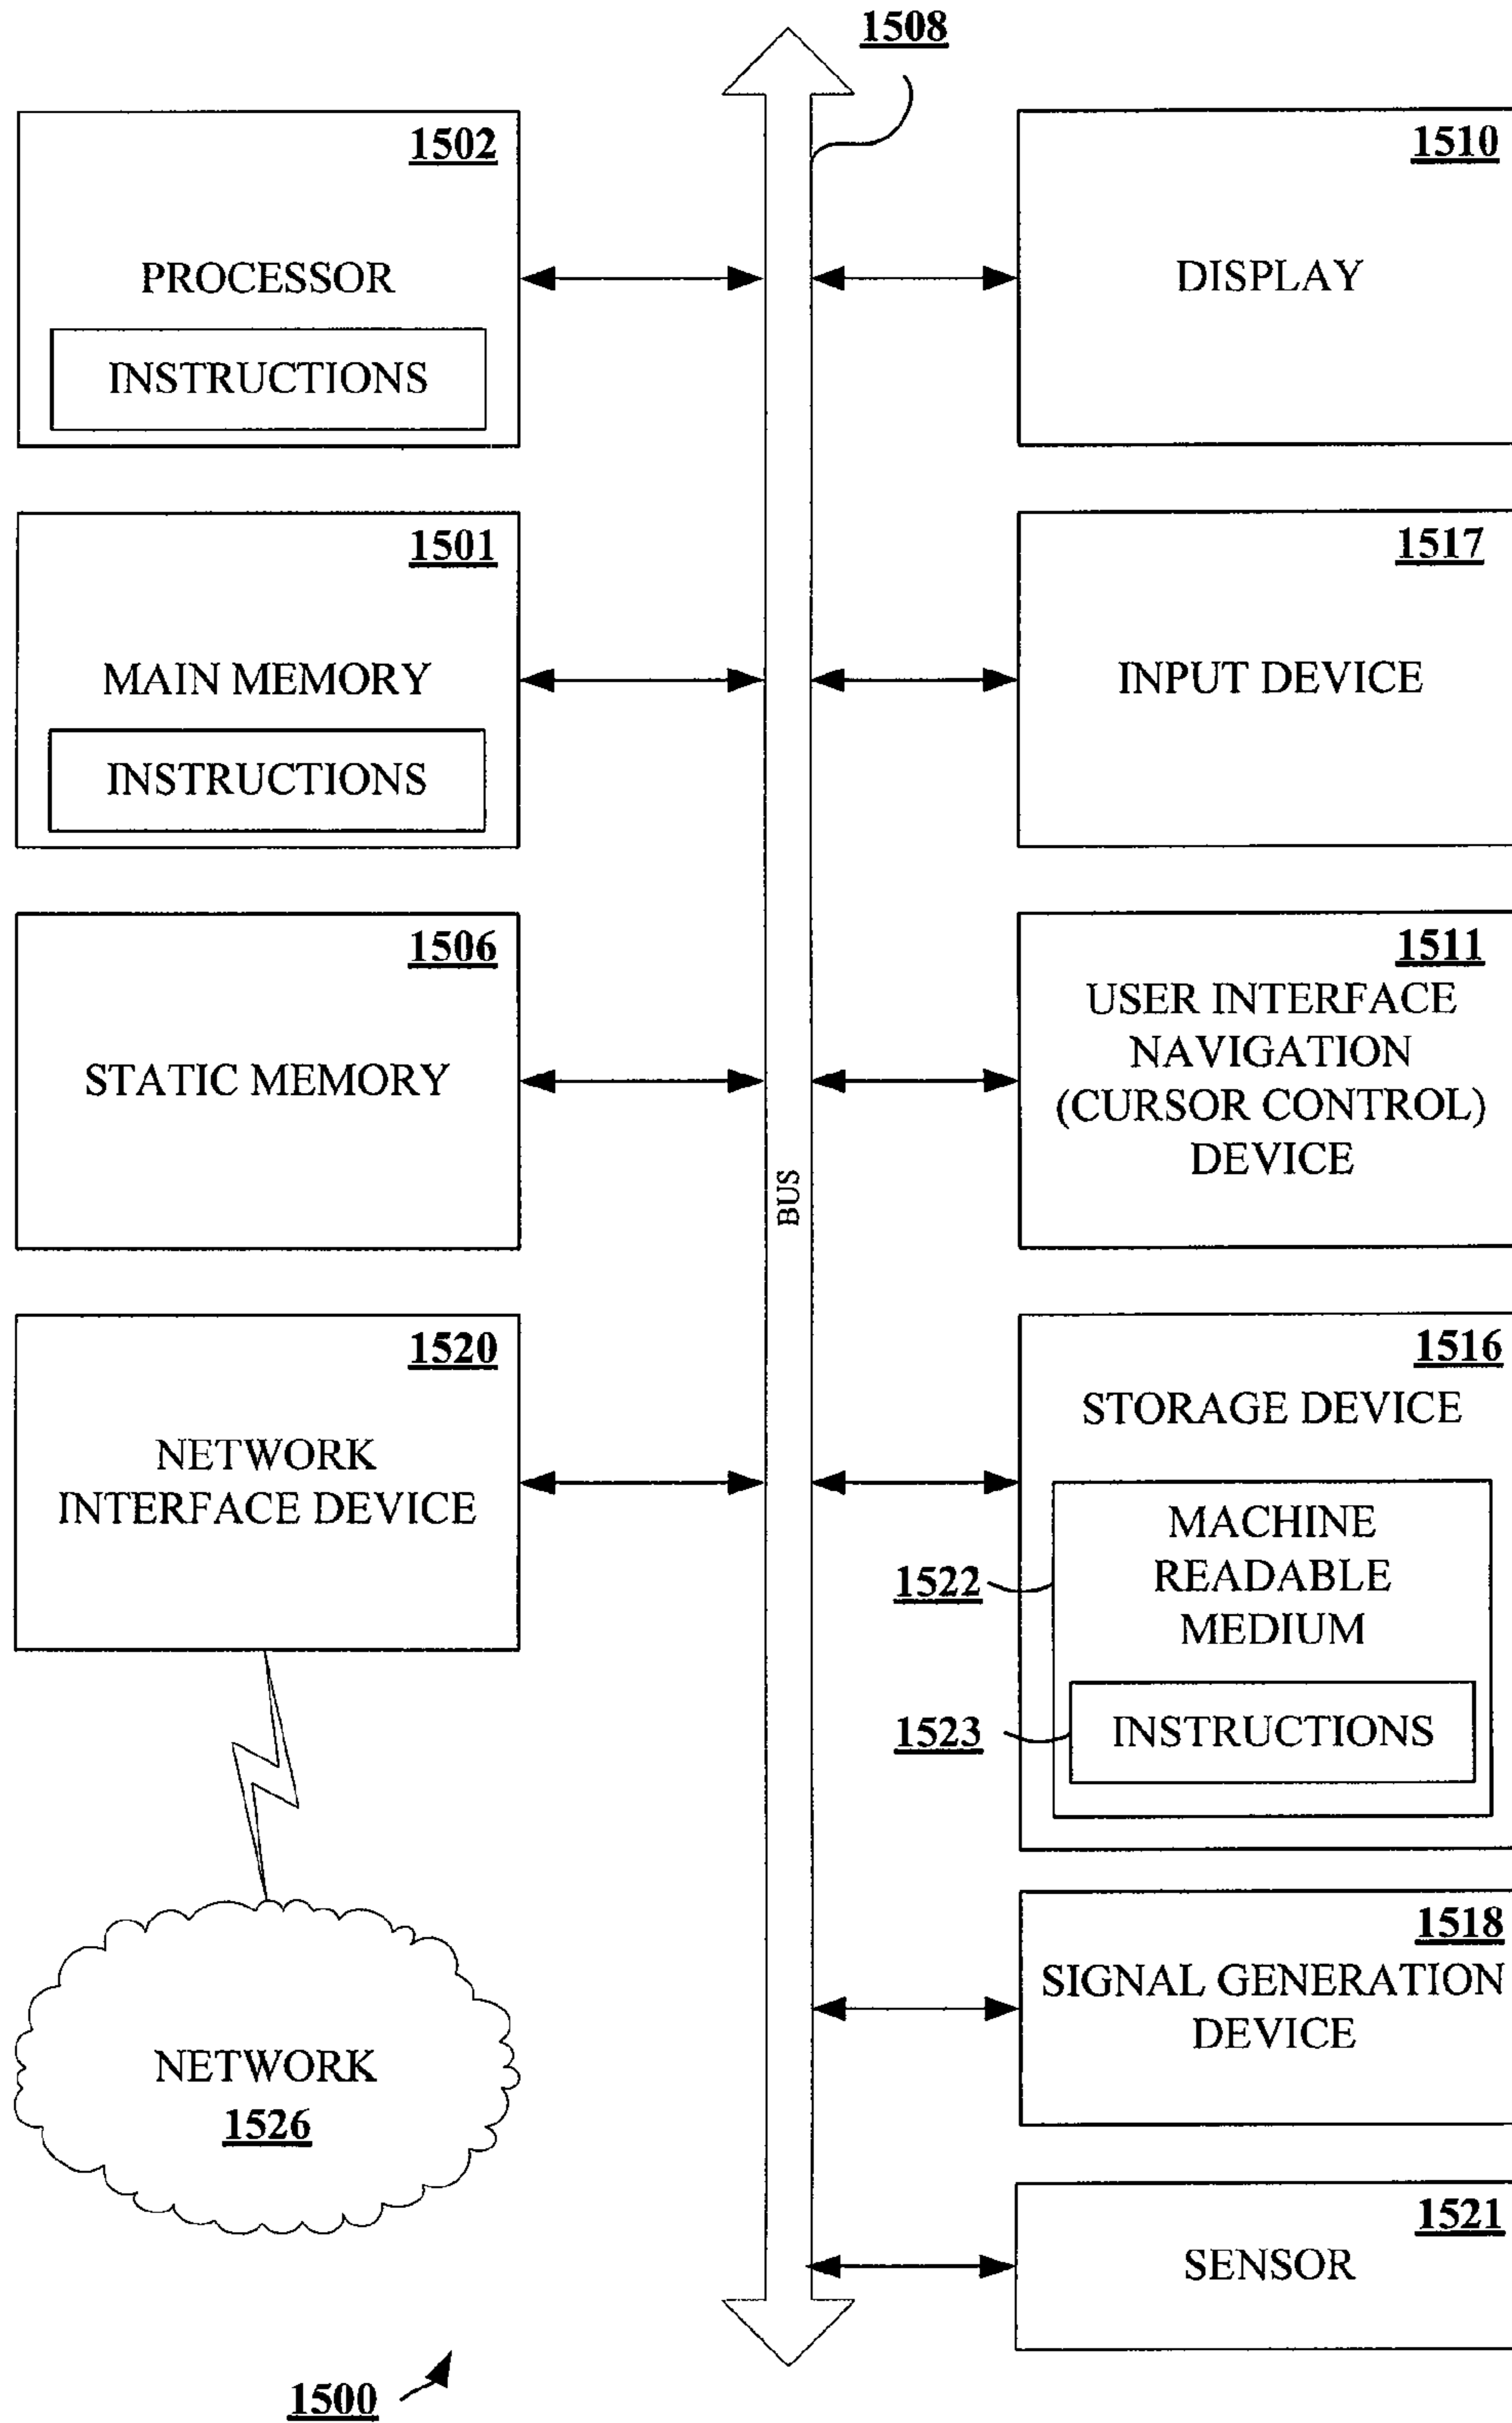 1508
1502
PROCESSOR
INSTRUCTIONS
1510
DISPLAY
1501
MAIN MEMORY
INSTRUCTIONS
1517
INPUT DEVICE
1506
STATIC MEMORY
1511
USER INTERFACE
NAVIGATION
(CURSOR CONTROL)
DEVICE
BUS
1520
NETWORK
INTERFACE DEVICE
1516
STORAGE DEVICE
1522
MACHINE
READABLE
MEDIUM
1523
INSTRUCTIONS
NETWORK
1526
1518
SIGNAL GENERATION
DEVICE
1521
SENSOR
1500